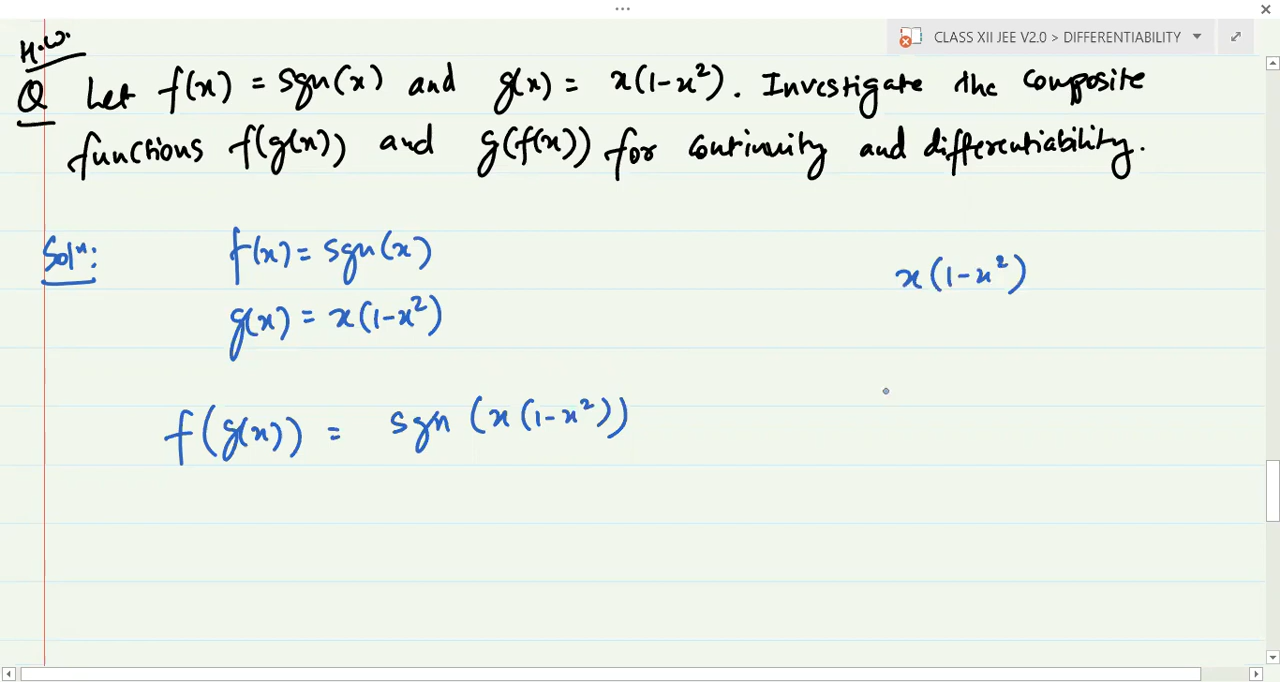 CLASS XII JEE V2.0 > DIFFERENTIABILITY
H.W.
Q Let f(x) = sgn(x) and g(x) = x(1-x²). Investigate the composite
functions f(g(x)) and g(f(x)) for continuity and differentiability.
Solⁿ: f(x) = sgn(x)
x(1-x²)
g(x) = x(1-x²)
f(g(x)) = sgn(x(1-x²))